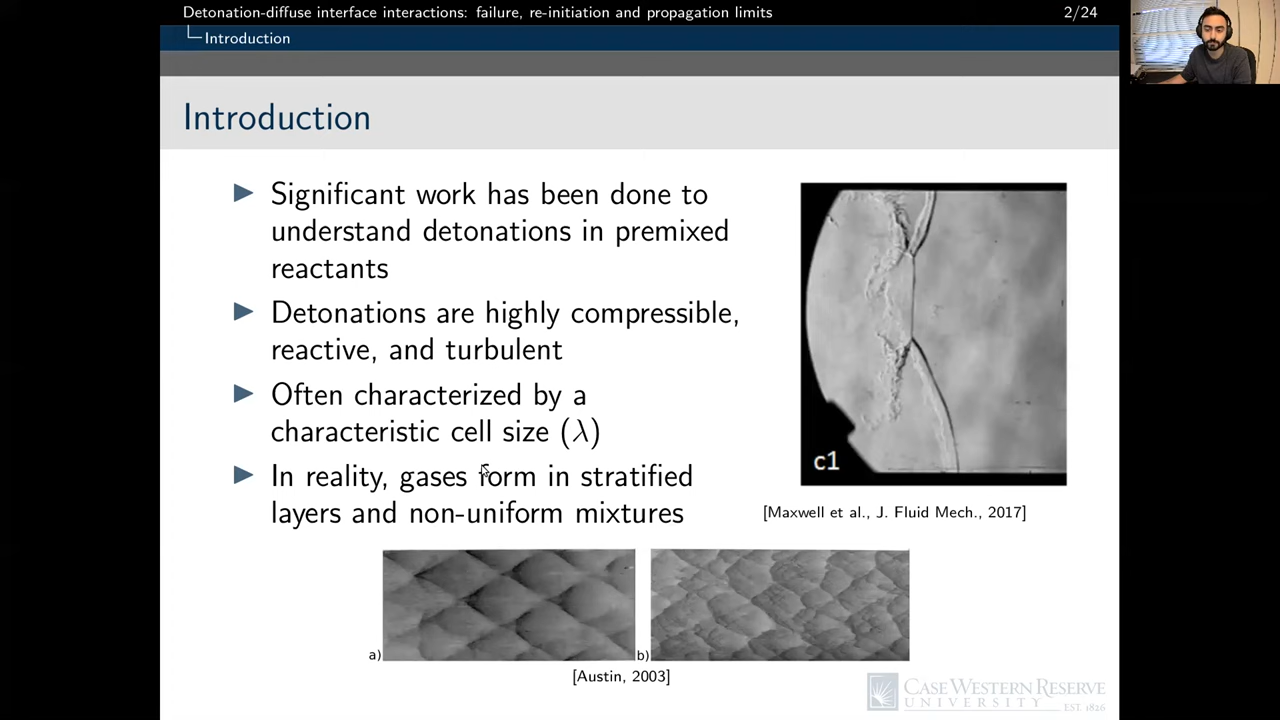 Detonation-diffuse interface interactions: failure, re-initiation and propagation limits
2/24
Introduction
Introduction
Significant work has been done to
understand detonations in premixed
reactants
Detonations are highly compressible,
reactive, and turbulent
Often characterized by a
characteristic cell size (λ)
In reality, gases form in stratified
layers and non-uniform mixtures
c1
[Maxwell et al., J. Fluid Mech., 2017]
a)
b)
[Austin, 2003]
CASE WESTERN RESERVE
UNIVERSITY EST. 1826